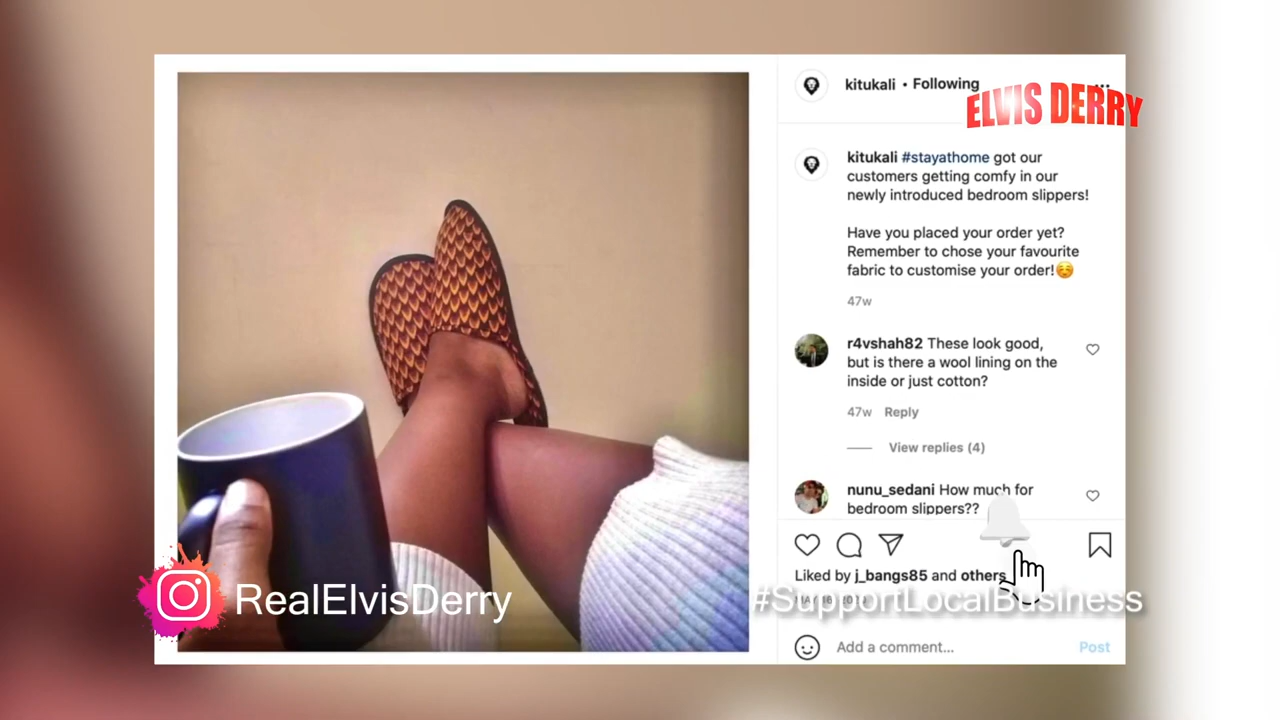 kitukali • Following
ELVIS DERRY
kitukali #stayathome got our
customers getting comfy in our
newly introduced bedroom slippers!
Have you placed your order yet?
Remember to chose your favourite
fabric to customise your order!☺️
47w
r4vshah82 These look good,
but is there a wool lining on the
inside or just cotton?
47w Reply
View replies (4)
nunu_sedani How much for
bedroom slippers??
Liked by j_bangs85 and others
RealElvisDerry
#SupportLocalBusiness
Add a comment... Post